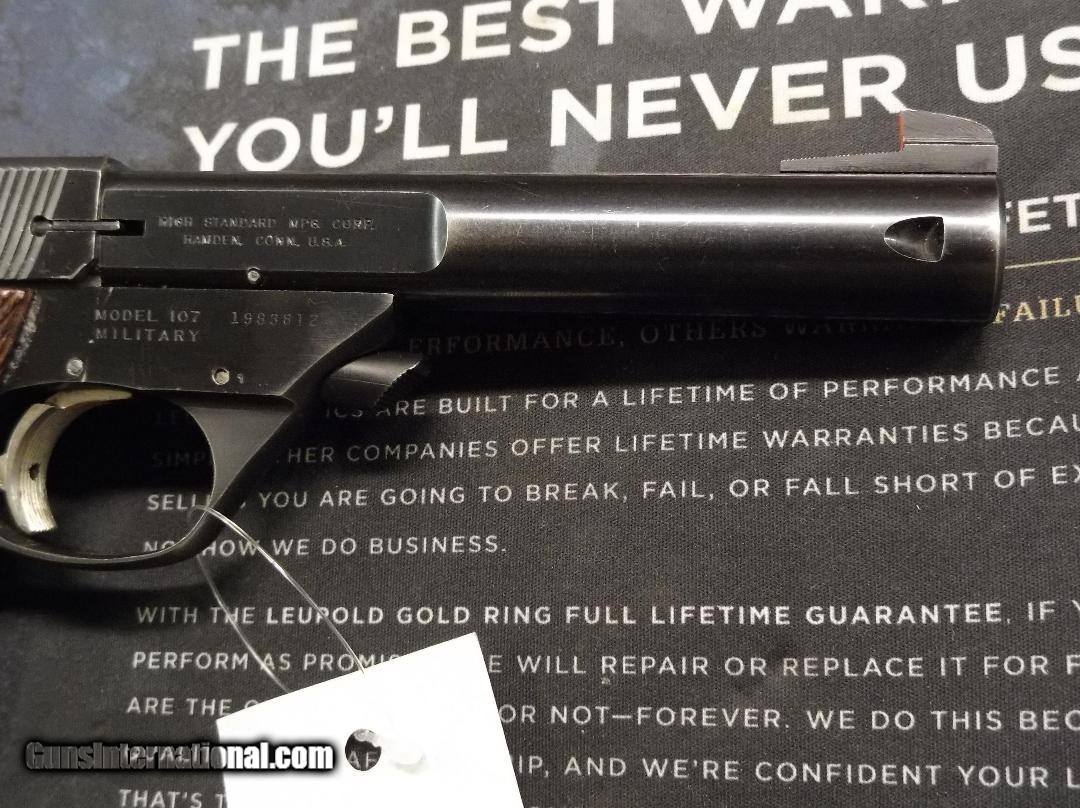 THE BEST
YOU'LL NEVER US
HIGH STANDARD MFG. CORP.
HAMDEN, CONN. U.S.A.
MODEL 107 1983812
MILITARY
ERFORMANCE, OTHERS FAILU
ARE BUILT FOR A LIFETIME OF PERFORMANCE
HER COMPANIES OFFER LIFETIME WARRANTIES BECAU
YOU ARE GOING TO BREAK, FAIL, OR FALL SHORT OF EX
HOW WE DO BUSINESS.
WITH THE LEUPOLD GOLD RING FULL LIFETIME GUARANTEE, IF Y
PERFORM AS PROMIS E WILL REPAIR OR REPLACE IT FOR F
ARE THE OR NOT—FOREVER. WE DO THIS BEC
IP, AND WE'RE CONFIDENT YOUR L
THAT'S T
GunsInternational.com